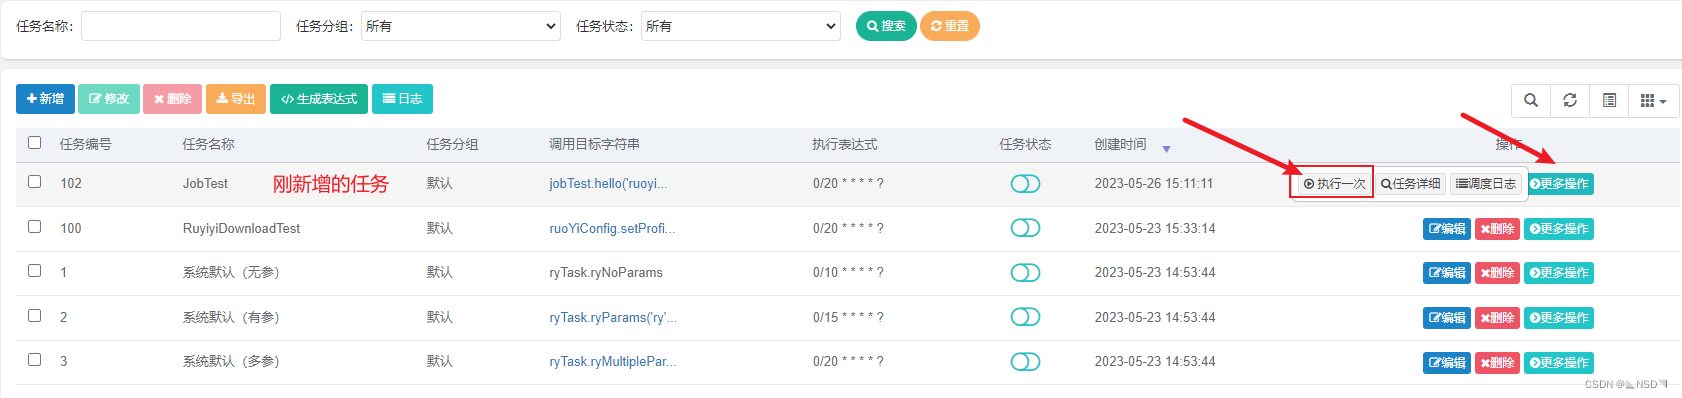 任务名称： 任务分组： 所有 任务状态： 所有 搜索 重置
新增 修改 删除 导出 生成表达式 日志
任务编号 任务名称 任务分组 调用目标字符串 执行表达式 任务状态 创建时间 操作
102 JobTest 刚新增的任务 默认 jobTest.hello('ruoyi... 0/20 * * * * ? 2023-05-26 15:11:11 执行一次 任务详细 调度日志 更多操作
100 RuyiyiDownloadTest 默认 ruoYiConfig.setProfi... 0/20 * * * * ? 2023-05-23 15:33:14 编辑 删除 更多操作
1 系统默认（无参） 默认 ryTask.ryNoParams 0/10 * * * * ? 2023-05-23 14:53:44 编辑 删除 更多操作
2 系统默认（有参） 默认 ryTask.ryParams('ry'... 0/15 * * * * ? 2023-05-23 14:53:44 编辑 删除 更多操作
3 系统默认（多参） 默认 ryTask.ryMultiplePar... 0/20 * * * * ? 2023-05-23 14:53:44 编辑 删除 更多操作
CSDN @◣NSD◥